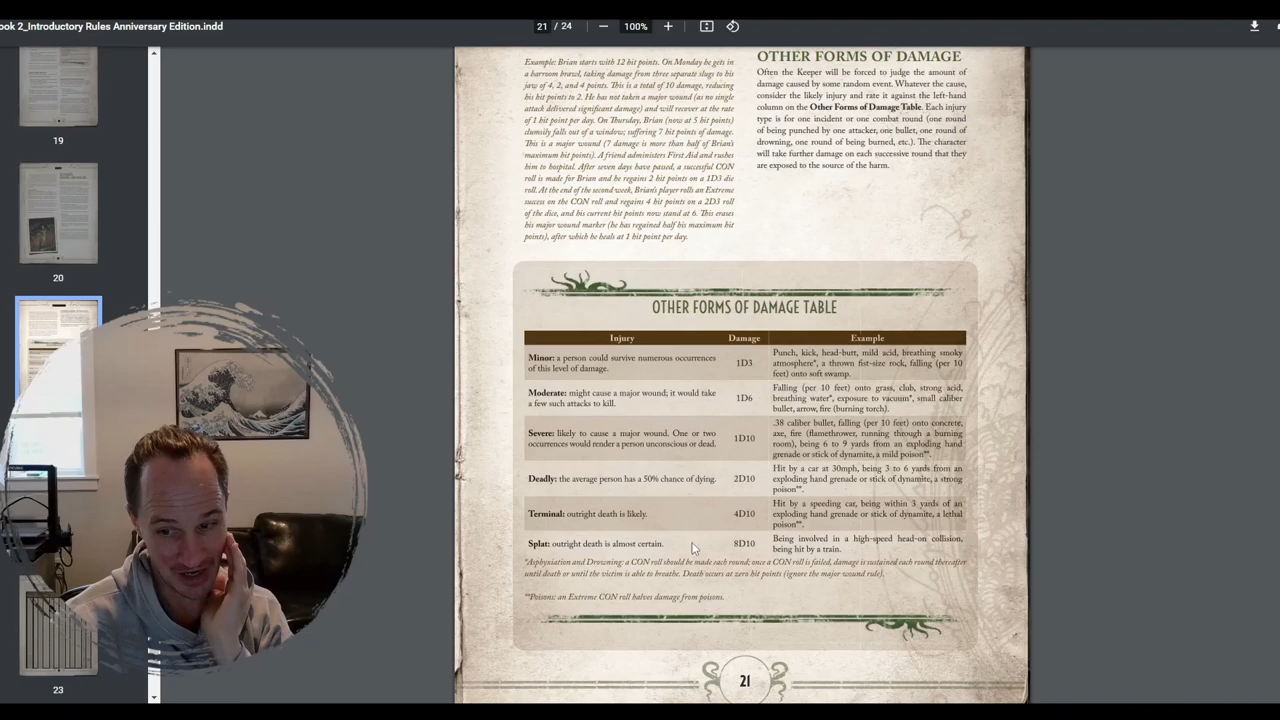 ook 2_Introductory Rules Anniversary Edition.indd
21 / 24
100%
19
20
23
Example: Brian starts with 12 hit points. On Monday he gets in
a barroom brawl, taking damage from three separate slugs to his
jaw of 4, 2, and 4 points. This is a total of 10 damage, reducing
his hit points to 2. He has not taken a major wound (as no single
attack delivered significant damage) and will recover at the rate
of 1 hit point per day. On Thursday, Brian (now at 5 hit points)
clumsily falls out of a window; suffering 7 hit points of damage.
This is a major wound (7 damage is more than half of Brian's
maximum hit points). A friend administers First Aid and rushes
him to hospital. After seven days have passed, a successful CON
roll is made for Brian and he regains 2 hit points on a 1D3 die
roll. At the end of the second week, Brian's player rolls an Extreme
success on the CON roll and regains 4 hit points on a 2D3 roll
of the dice, and his current hit points now stand at 6. This erases
his major wound marker (he has regained half his maximum hit
points), after which he heals at 1 hit point per day.
OTHER FORMS OF DAMAGE
Often the Keeper will be forced to judge the amount of
damage caused by some random event. Whatever the cause,
consider the likely injury and rate it against the left-hand
column on the Other Forms of Damage Table. Each injury
type is for one incident or one combat round (one round
of being punched by one attacker, one bullet, one round of
drowning, one round of being burned, etc.). The character
will take further damage on each successive round that they
are exposed to the source of the harm.
OTHER FORMS OF DAMAGE TABLE
Injury Damage Example
Minor: a person could survive numerous occurrences
of this level of damage.
1D3
Punch, kick, head-butt, mild acid, breathing smoky
atmosphere*, a thrown fist-size rock, falling (per 10
feet) onto soft swamp.
Moderate: might cause a major wound; it would take
a few such attacks to kill.
1D6
Falling (per 10 feet) onto grass, club, strong acid,
breathing water*, exposure to vacuum*, small caliber
bullet, arrow, fire (burning torch).
Severe: likely to cause a major wound. One or two
occurrences would render a person unconscious or dead.
1D10
.38 caliber bullet, falling (per 10 feet) onto concrete,
axe, fire (flamethrower, running through a burning
room), being 6 to 9 yards from an exploding hand
grenade or stick of dynamite, a mild poison**.
Deadly: the average person has a 50% chance of dying.
2D10
Hit by a car at 30mph, being 3 to 6 yards from an
exploding hand grenade or stick of dynamite, a strong
poison**.
Terminal: outright death is likely.
4D10
Hit by a speeding car, being within 3 yards of an
exploding hand grenade or stick of dynamite, a lethal
poison**.
Splat: outright death is almost certain.
8D10
Being involved in a high-speed head-on collision,
being hit by a train.
*Asphyxiation and Drowning: a CON roll should be made each round; once a CON roll is failed, damage is sustained each round thereafter
until death or until the victim is able to breathe. Death occurs at zero hit points (ignore the major wound rule).
**Poisons: an Extreme CON roll halves damage from poisons.
21